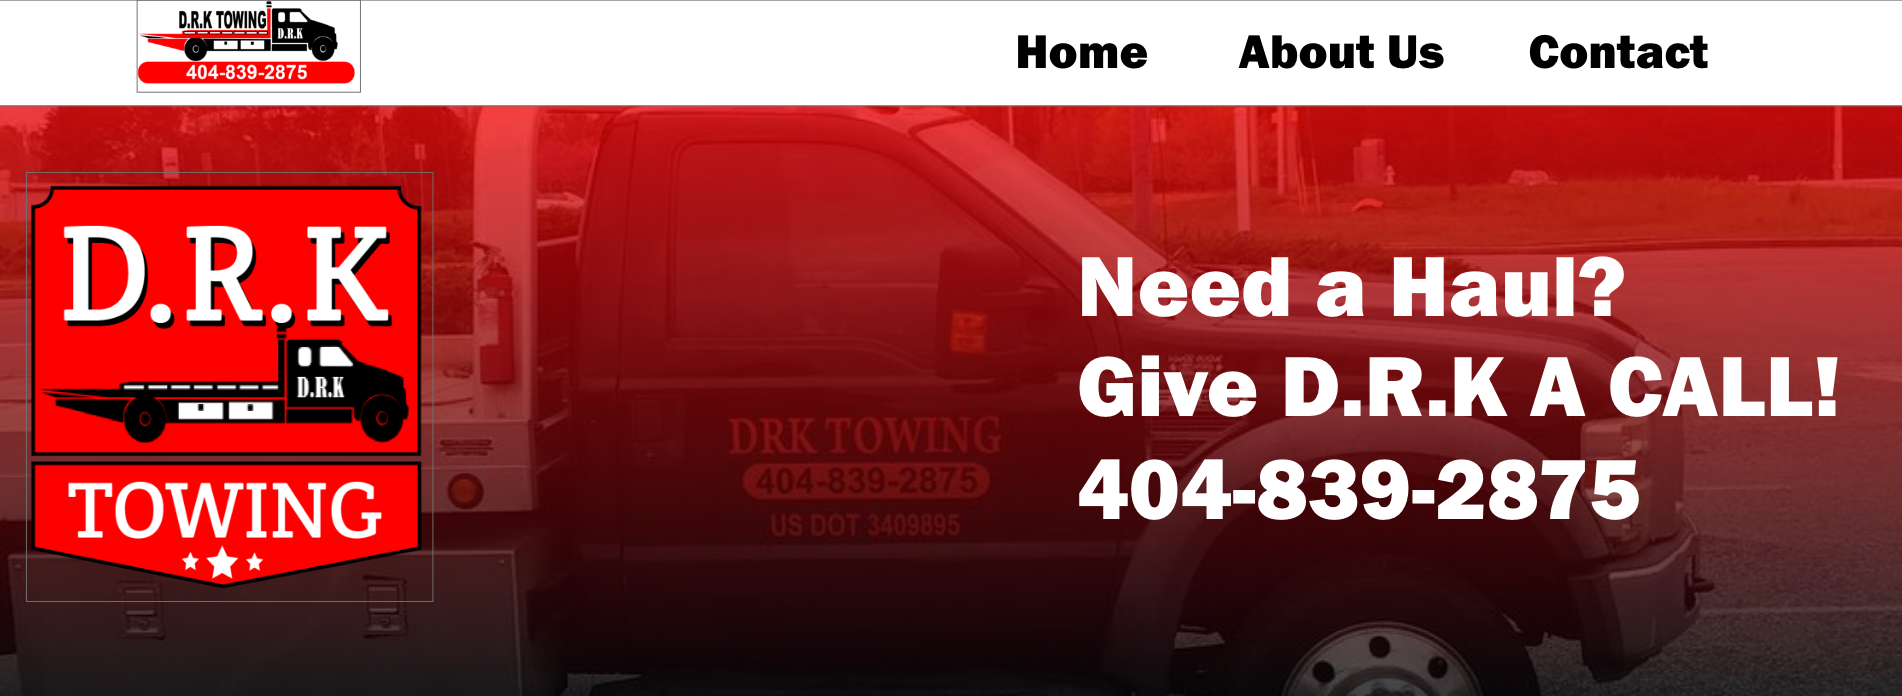 D.R.K TOWING
D.R.K
404-839-2875
Home About Us Contact
D.R.K
D.R.K
TOWING
DRK TOWING
404-839-2875
US DOT 3409895
Need a Haul?
Give D.R.K A CALL!
404-839-2875